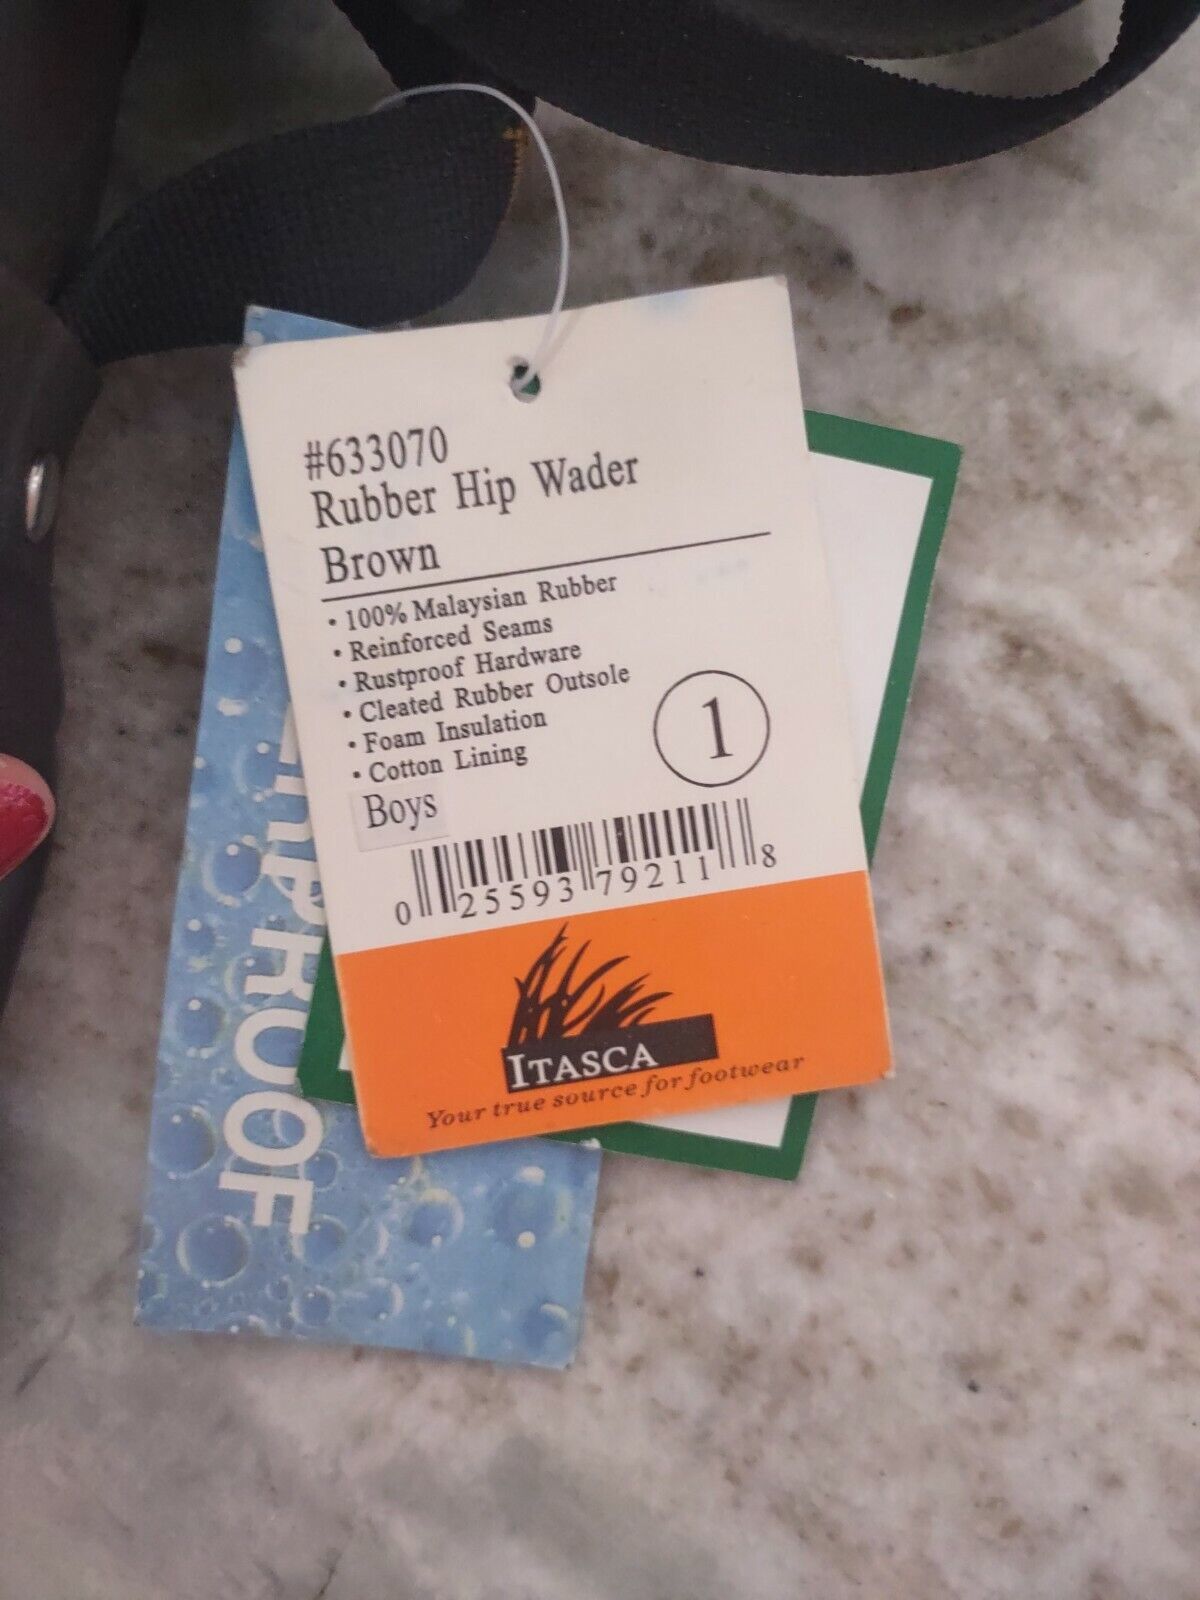 #633070
Rubber Hip Wader
Brown
• 100% Malaysian Rubber
• Reinforced Seams
• Rustproof Hardware
• Cleated Rubber Outsole
• Foam Insulation
• Cotton Lining
1
Boys
0 25593 79211 8
ITASCA
Your true source for footwear